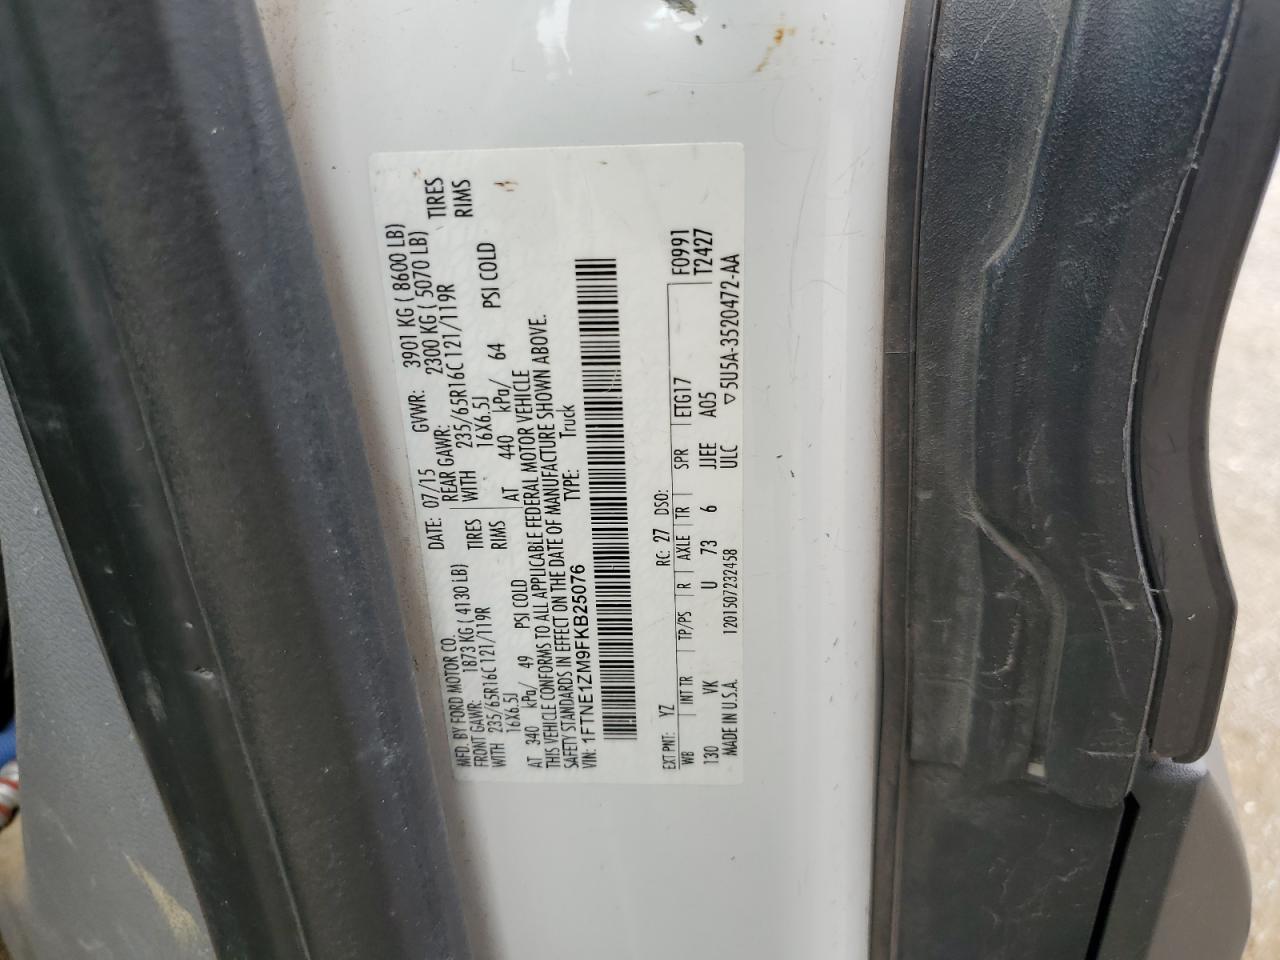 MFD. BY FORD MOTOR CO. DATE: 07/15 GVWR: 3901 KG ( 8600 LB)
FRONT GAWR: 1873 KG ( 4130 LB) REAR GAWR: 2300 KG ( 5070 LB)
WITH 235/65R16C 121/119R TIRES WITH 235/65R16C 121/119R TIRES
16X6.5J RIMS 16X6.5J RIMS
AT 340 kPa/ 49 PSI COLD AT 440 kPa/ 64 PSI COLD
THIS VEHICLE CONFORMS TO ALL APPLICABLE FEDERAL MOTOR VEHICLE
SAFETY STANDARDS IN EFFECT ON THE DATE OF MANUFACTURE SHOWN ABOVE.
VIN: 1FTNE1ZM9FKB25076 TYPE: Truck
EXT PNT: YZ RC: 27 DSO: F0991
WB INT TR TP/PS R AXLE TR SPR ETG17 T2427
130 VK U 73 6 JJEE A05
MADE IN U.S.A. 1201507232458 ULC ▽5U5A-3520472-AA